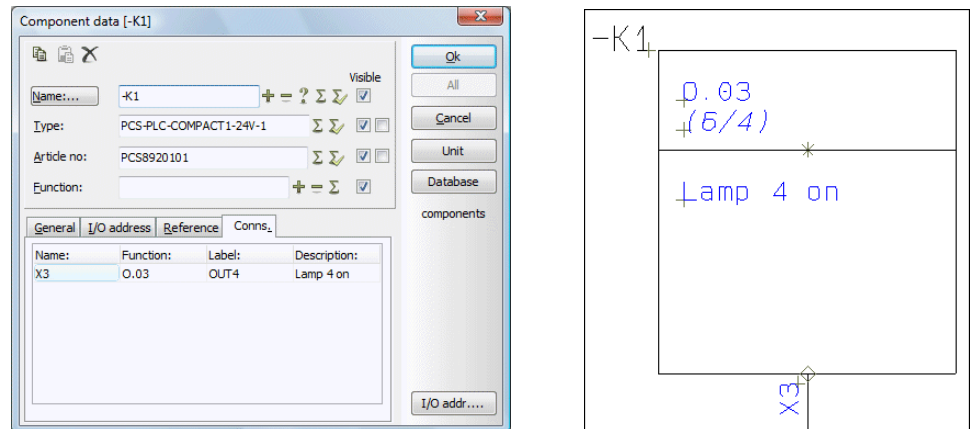 Component data [-K1]
Name:... -K1 Visible
Type: PCS-PLC-COMPACT1-24V-1
Article no: PCS8920101
Function:
General I/O address Reference Conns.
Name: Function: Label: Description:
X3 O.03 OUT4 Lamp 4 on
Ok
All
Cancel
Unit
Database
components
I/O addr....
-K1
O.03
(6/4)
Lamp 4 on
X3